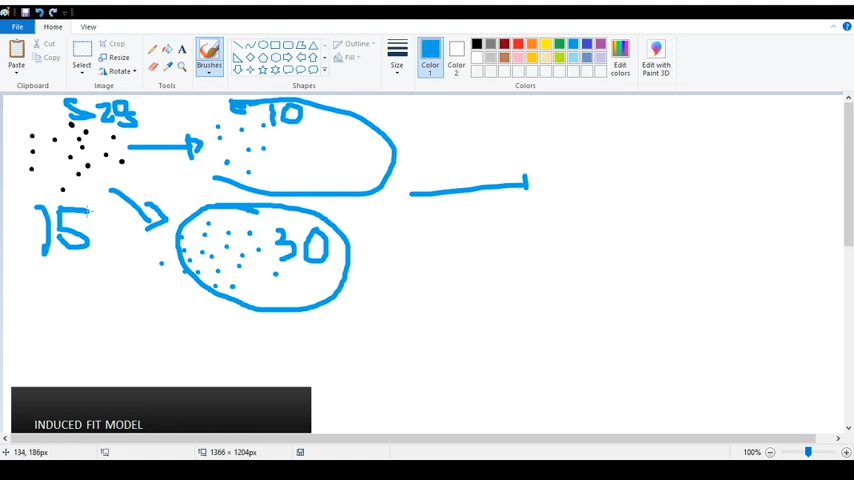 File Home View
Paste
Cut
Copy
Clipboard
Select
Crop
Resize
Rotate
Image
A
Tools
Brushes
Outline
Fill
Shapes
Size
Color
1
Color
2
Edit
colors
Edit with
Paint 3D
Colors
10
15
30
INDUCED FIT MODEL
134, 186px
1366 × 1204px
100%